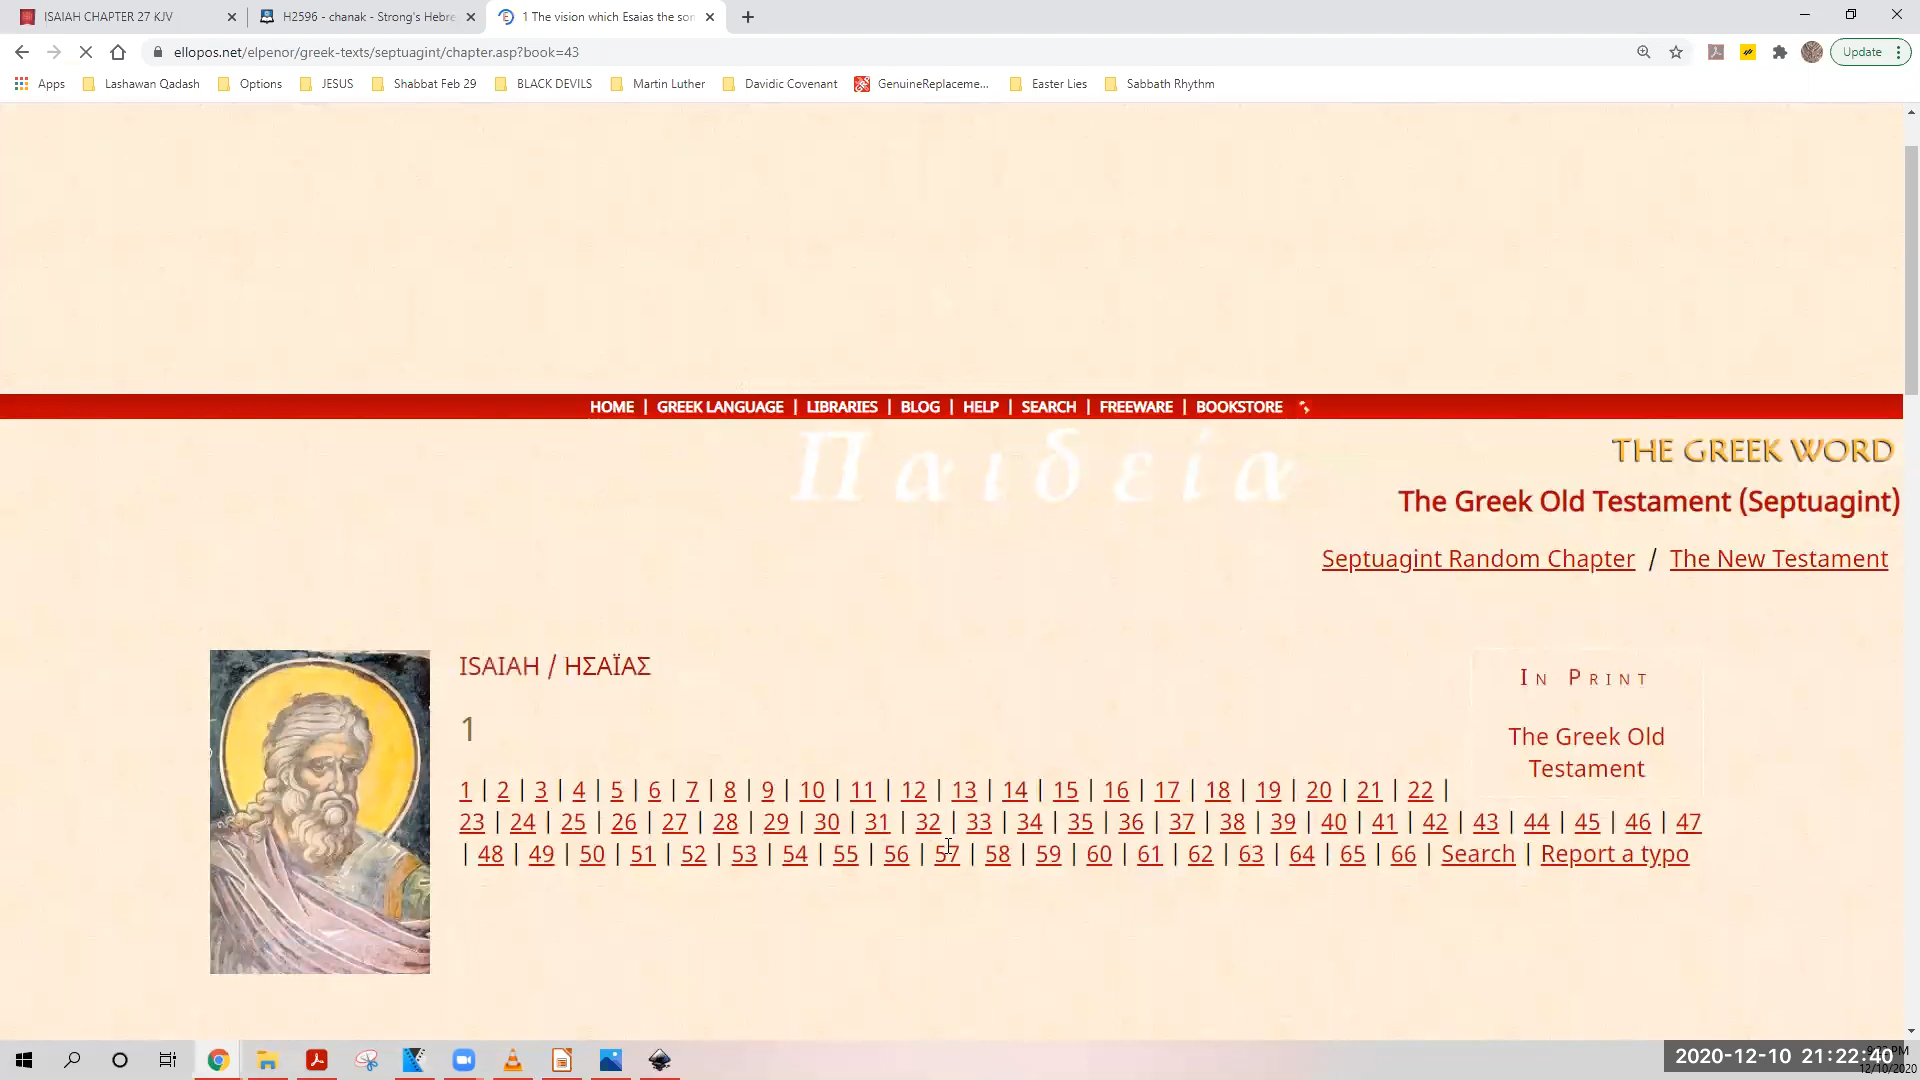 ISAIAH CHAPTER 27 KJV
H2596 - chanak - Strong's Hebre
1 The vision which Esaias the son
ellopos.net/elpenor/greek-texts/septuagint/chapter.asp?book=43
Update
Apps
Lashawan Qadash
Options
JESUS
Shabbat Feb 29
BLACK DEVILS
Martin Luther
Davidic Covenant
GenuineReplaceme...
Easter Lies
Sabbath Rhythm
HOME | GREEK LANGUAGE | LIBRARIES | BLOG | HELP | SEARCH | FREEWARE | BOOKSTORE
Παιδεία
THE GREEK WORD
The Greek Old Testament (Septuagint)
Septuagint Random Chapter / The New Testament
ISAIAH / ΗΣΑΪΑΣ
1
In Print
The Greek Old
Testament
1 | 2 | 3 | 4 | 5 | 6 | 7 | 8 | 9 | 10 | 11 | 12 | 13 | 14 | 15 | 16 | 17 | 18 | 19 | 20 | 21 | 22 |
23 | 24 | 25 | 26 | 27 | 28 | 29 | 30 | 31 | 32 | 33 | 34 | 35 | 36 | 37 | 38 | 39 | 40 | 41 | 42 | 43 | 44 | 45 | 46 | 47
| 48 | 49 | 50 | 51 | 52 | 53 | 54 | 55 | 56 | 57 | 58 | 59 | 60 | 61 | 62 | 63 | 64 | 65 | 66 | Search | Report a typo
2020-12-10 21:22:40
12/10/2020